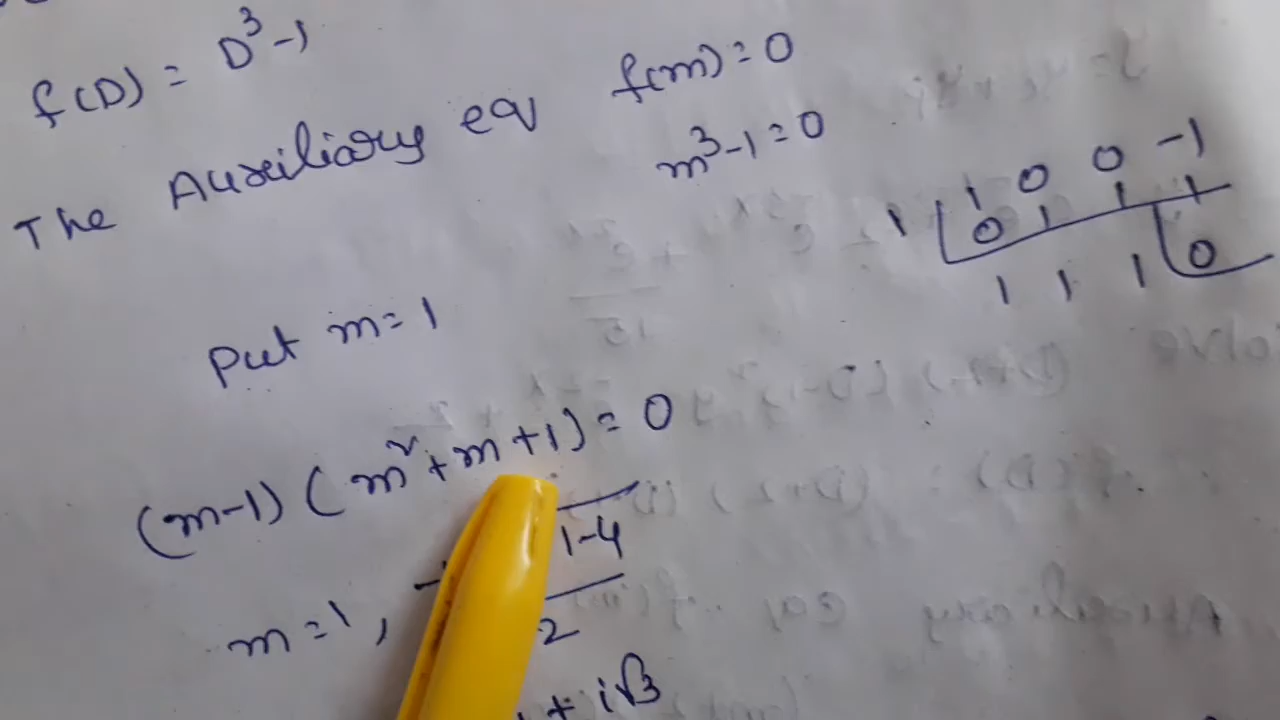 f(D) = D³-1
The Auxiliary eq f(m)=0
m³-1=0
1 | 1 0 0 -1
0 1 1 1
1 1 1 0
Put m=1
(m-1)(m²+m+1)=0
m=1, 1-4
2
+ i√3